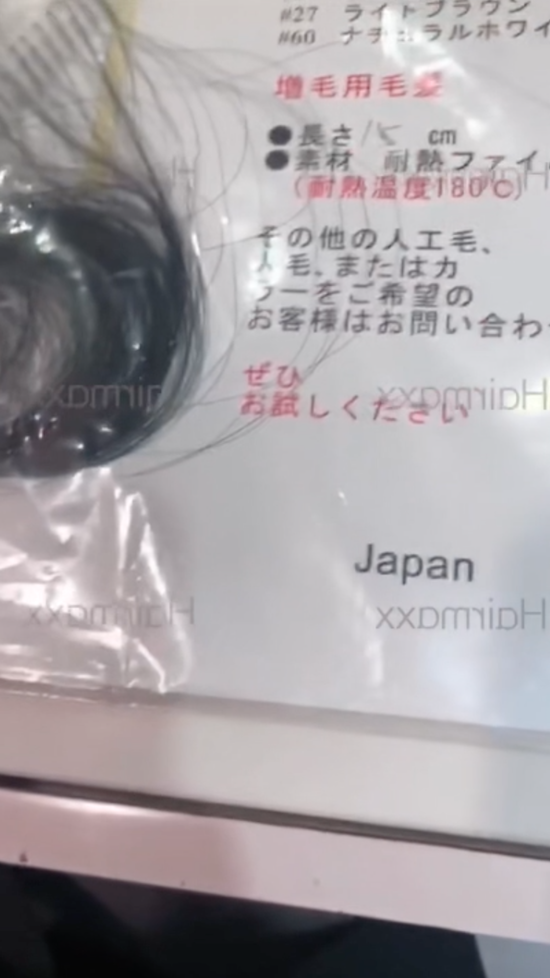 #27 ライトブラウン
#60 ナチュラルホワイ
増毛用毛髪
●長さ15 cm
●素材 耐熱ファイ
（耐熱温度180℃）
その他の人工毛、
人毛、またはカ
ラーをご希望の
お客様はお問い合わ
ぜひ
お試しください
Japan
Hairmaxx
Hairmaxx
Hairmaxx
Hairmaxx